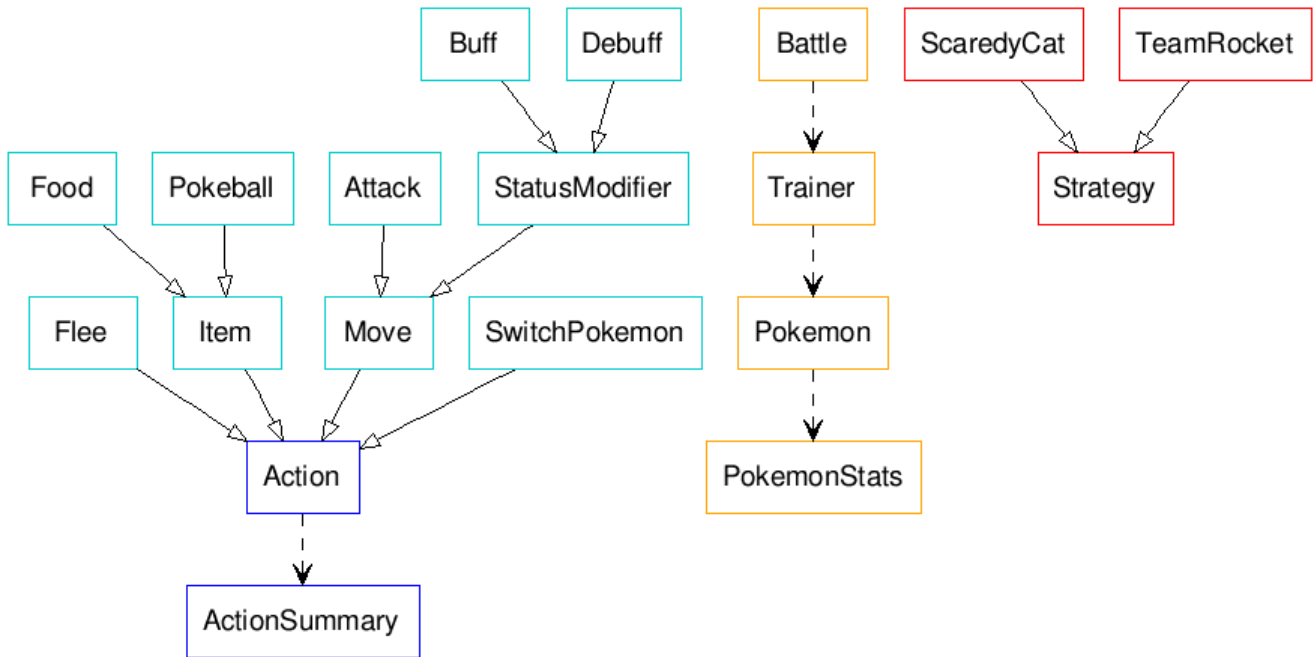 Buff
Debuff
Battle
ScaredyCat
TeamRocket
Food
Pokeball
Attack
StatusModifier
Trainer
Strategy
Flee
Item
Move
SwitchPokemon
Pokemon
Action
PokemonStats
ActionSummary